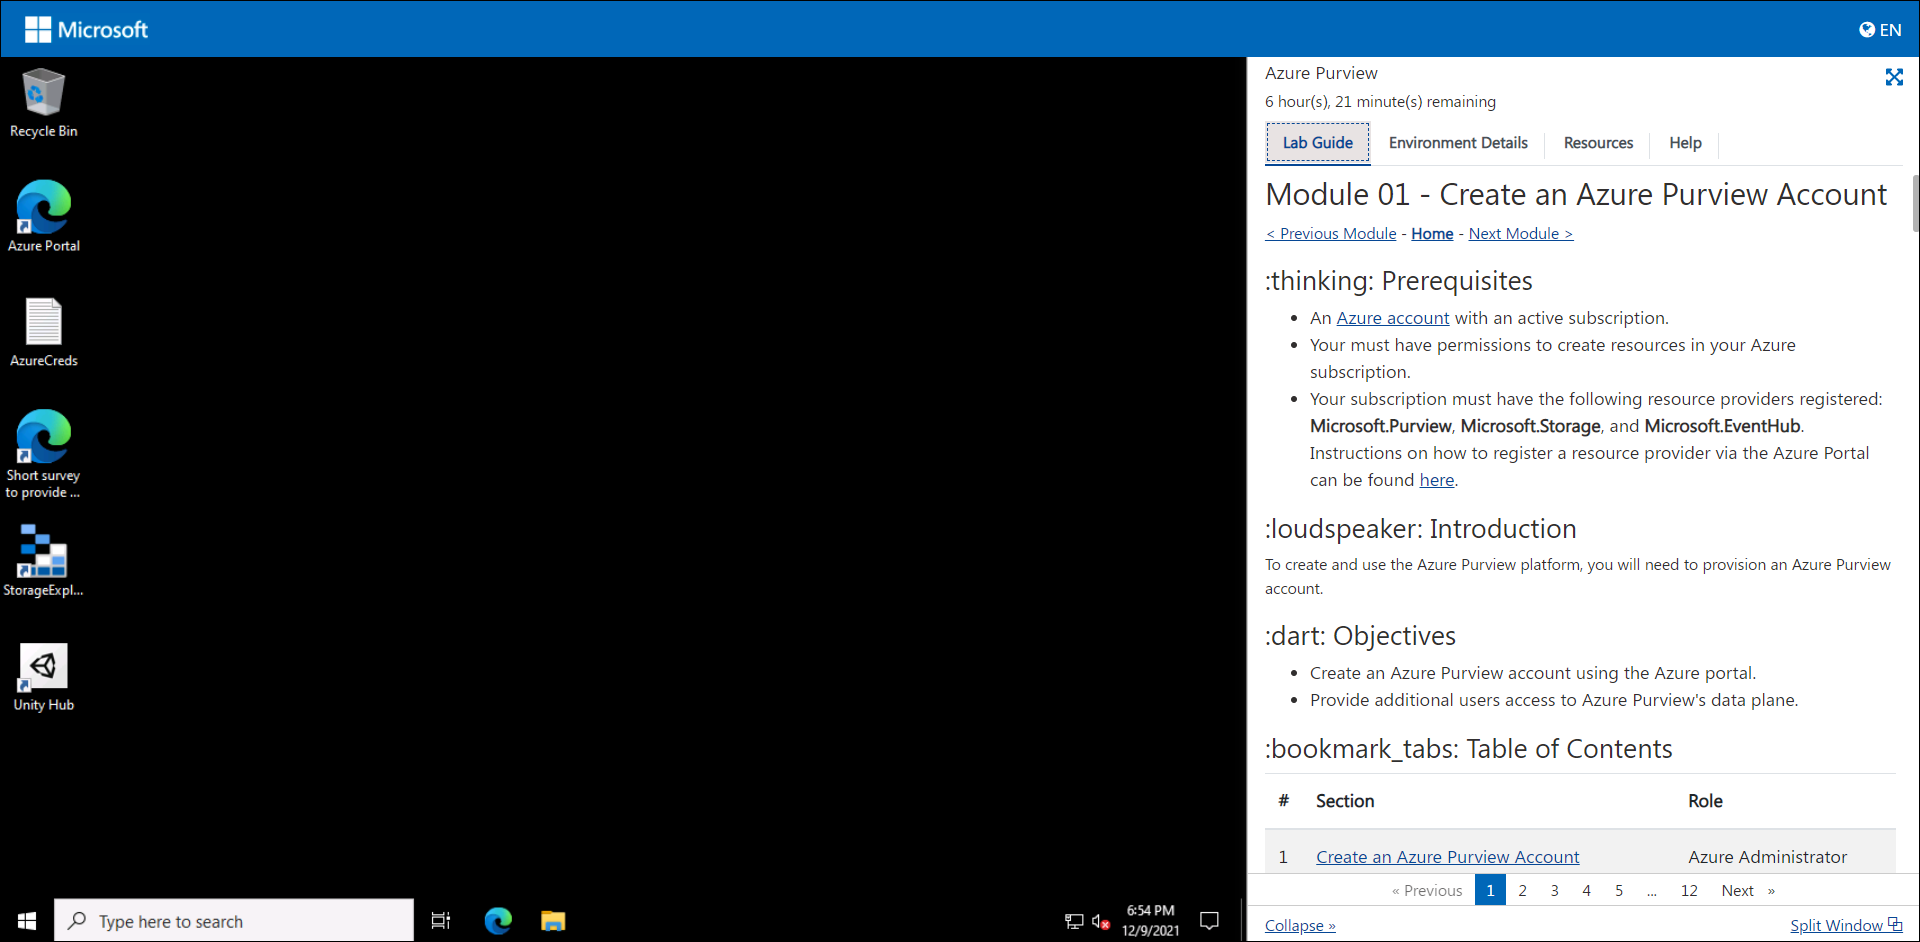 Microsoft
EN
Recycle Bin
Azure Portal
AzureCreds
Short survey
to provide ...
StorageExpl...
Unity Hub
Type here to search
6:54 PM
12/9/2021
Azure Purview
6 hour(s), 21 minute(s) remaining
Lab Guide
Environment Details
Resources
Help
Module 01 - Create an Azure Purview Account
< Previous Module - Home - Next Module >
:thinking: Prerequisites
• An Azure account with an active subscription.
• Your must have permissions to create resources in your Azure
subscription.
• Your subscription must have the following resource providers registered:
Microsoft.Purview, Microsoft.Storage, and Microsoft.EventHub.
Instructions on how to register a resource provider via the Azure Portal
can be found here.
:loudspeaker: Introduction
To create and use the Azure Purview platform, you will need to provision an Azure Purview
account.
:dart: Objectives
• Create an Azure Purview account using the Azure portal.
• Provide additional users access to Azure Purview's data plane.
:bookmark_tabs: Table of Contents
# Section Role
1 Create an Azure Purview Account Azure Administrator
« Previous 1 2 3 4 5 ... 12 Next »
Collapse »
Split Window